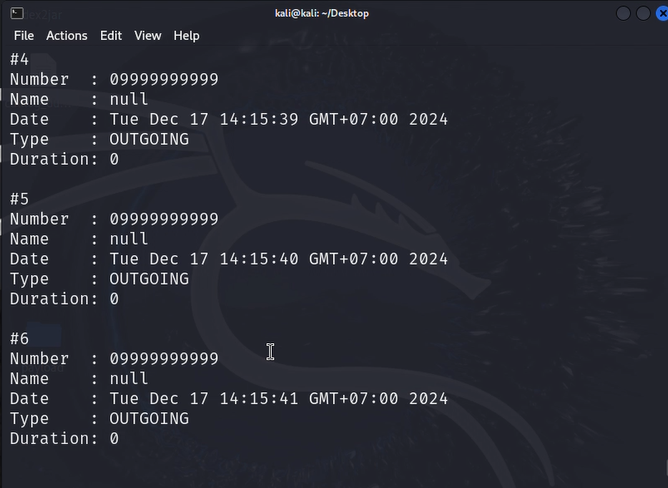 kali@kali: ~/Desktop
File Actions Edit View Help
#4
Number : 09999999999
Name : null
Date : Tue Dec 17 14:15:39 GMT+07:00 2024
Type : OUTGOING
Duration: 0
#5
Number : 09999999999
Name : null
Date : Tue Dec 17 14:15:40 GMT+07:00 2024
Type : OUTGOING
Duration: 0
#6
Number : 09999999999
Name : null
Date : Tue Dec 17 14:15:41 GMT+07:00 2024
Type : OUTGOING
Duration: 0